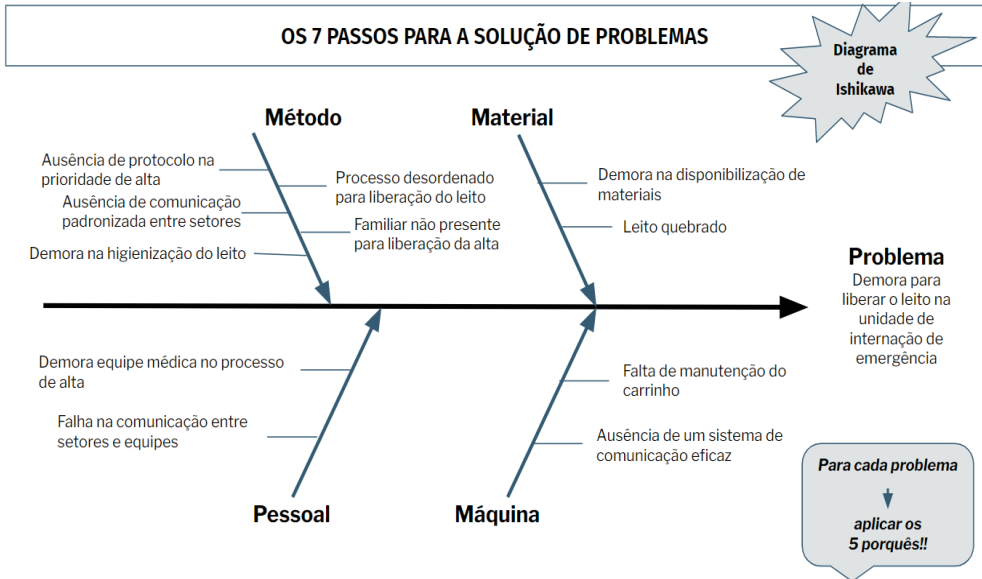 OS 7 PASSOS PARA A SOLUÇÃO DE PROBLEMAS
Diagrama
de
Ishikawa
Método
Ausência de protocolo na
prioridade de alta
Ausência de comunicação
padronizada entre setores
Demora na higienização do leito
Processo desordenado
para liberação do leito
Familiar não presente
para liberação da alta
Material
Demora na disponibilização de
materiais
Leito quebrado
Problema
Demora para
liberar o leito na
unidade de
internação de
emergência
Demora equipe médica no processo
de alta
Falha na comunicação entre
setores e equipes
Pessoal
Falta de manutenção do
carrinho
Ausência de um sistema de
comunicação eficaz
Máquina
Para cada problema
aplicar os
5 porquês!!